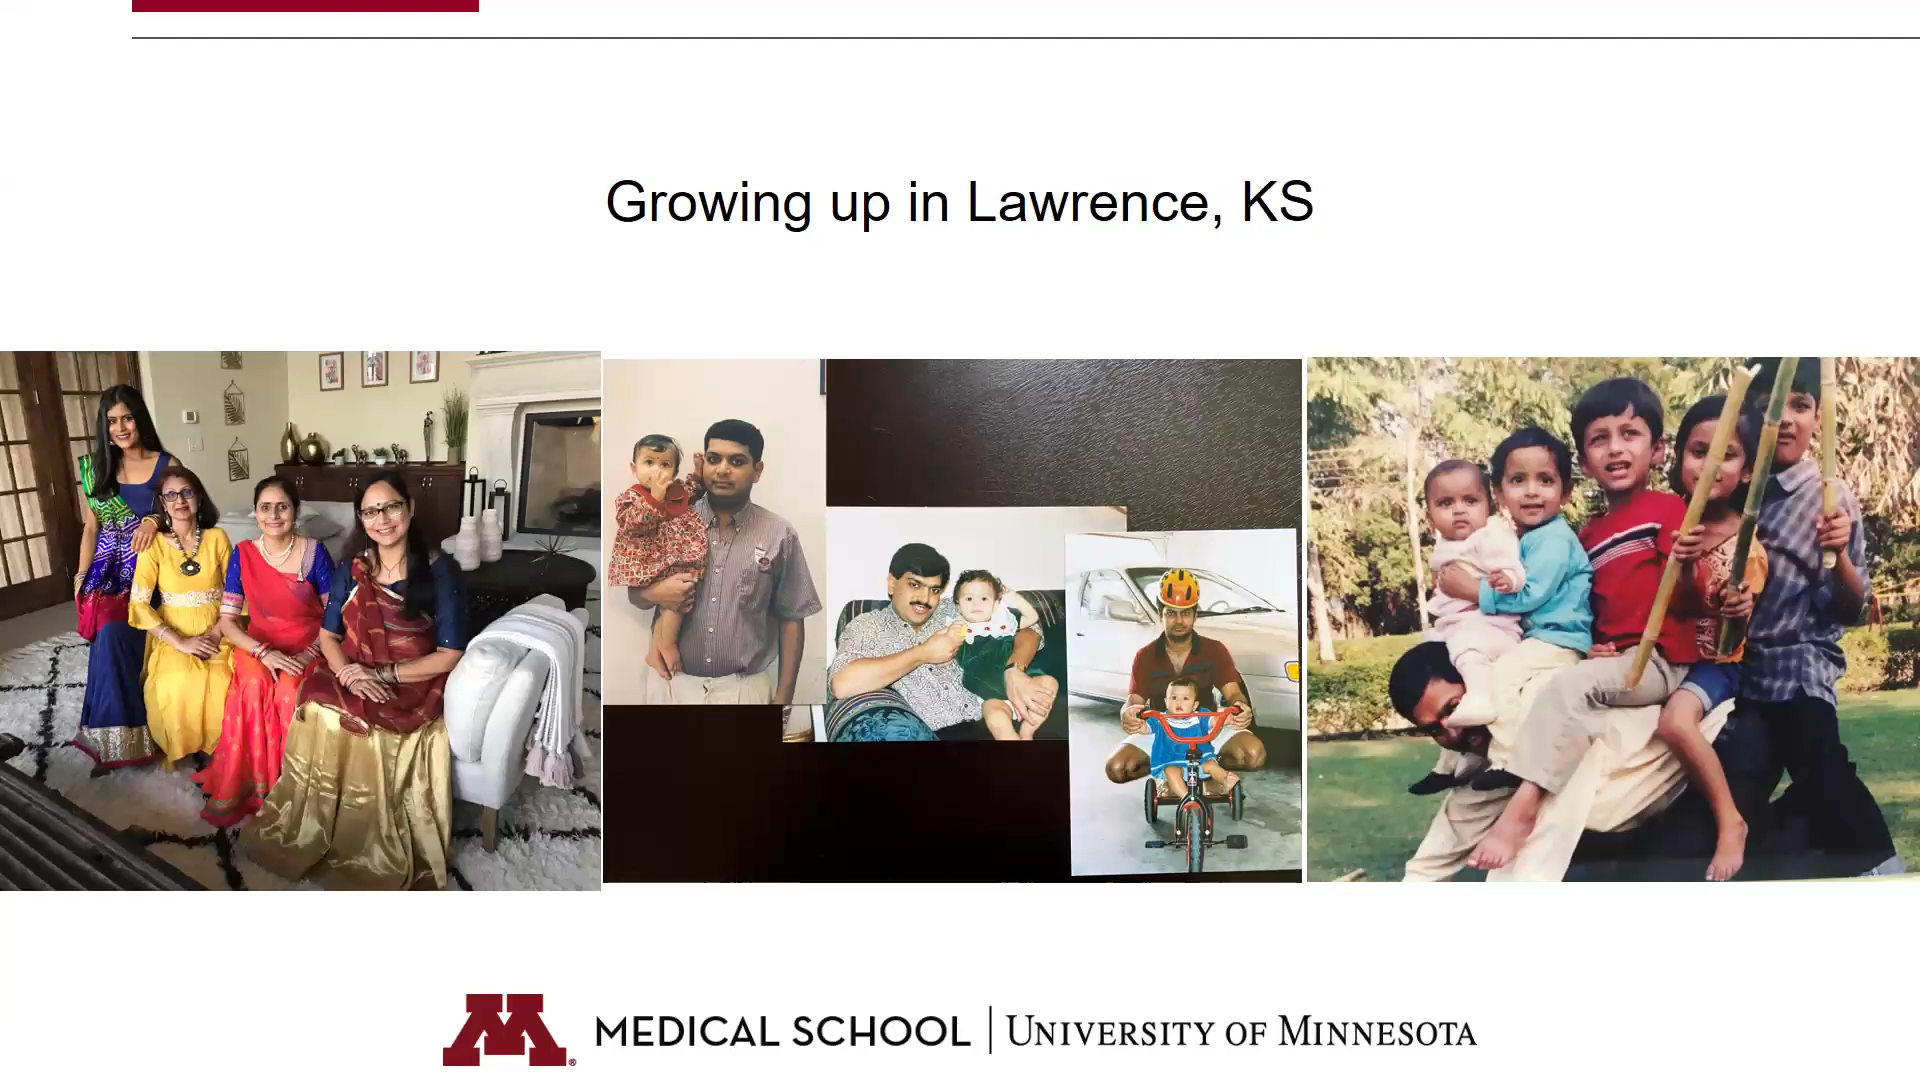 Growing up in Lawrence, KS
M®
MEDICAL SCHOOL | UNIVERSITY OF MINNESOTA